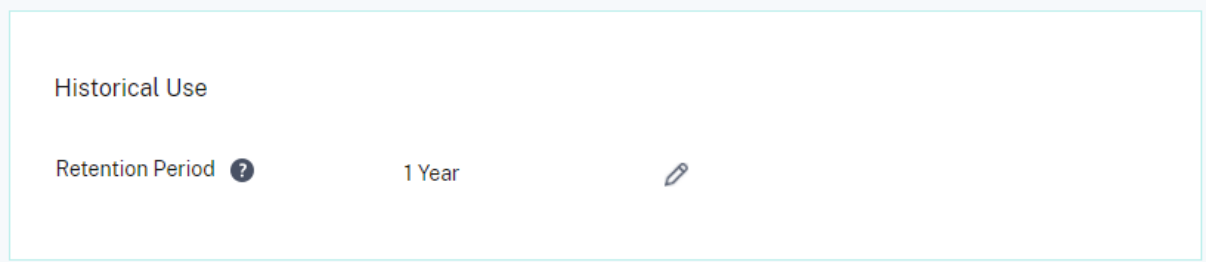 Historical Use
Retention Period ? 1 Year